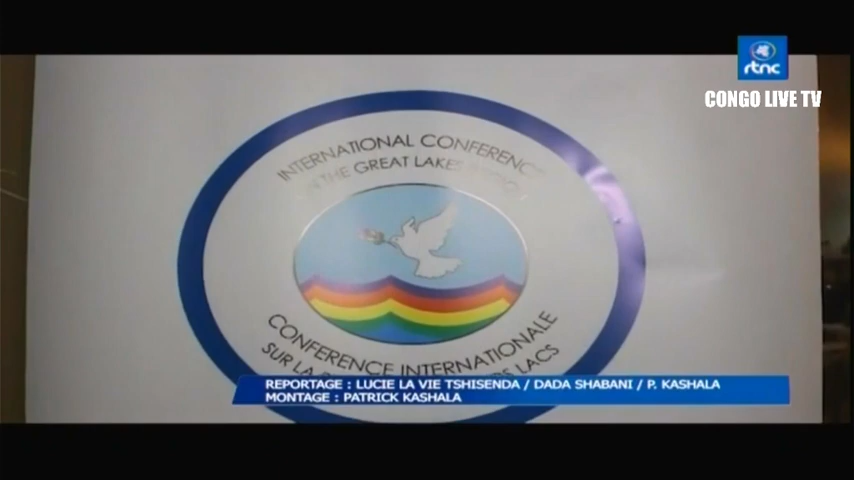 rtnc
CONGO LIVE TV
INTERNATIONAL CONFERENCE
THE GREAT LAKES
CONFERENCE INTERNATIONALE
SUR LA LACS
REPORTAGE : LUCIE LA VIE TSHISENDA / DADA SHABANI / P. KASHALA
MONTAGE : PATRICK KASHALA